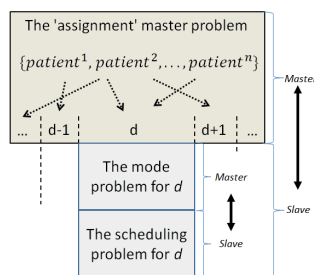 The 'assignment' master problem
{patient¹, patient²,..., patientⁿ}
... d-1 d d+1 ...
Master
The mode
problem for d
Master
Slave
The scheduling
problem for d
Slave